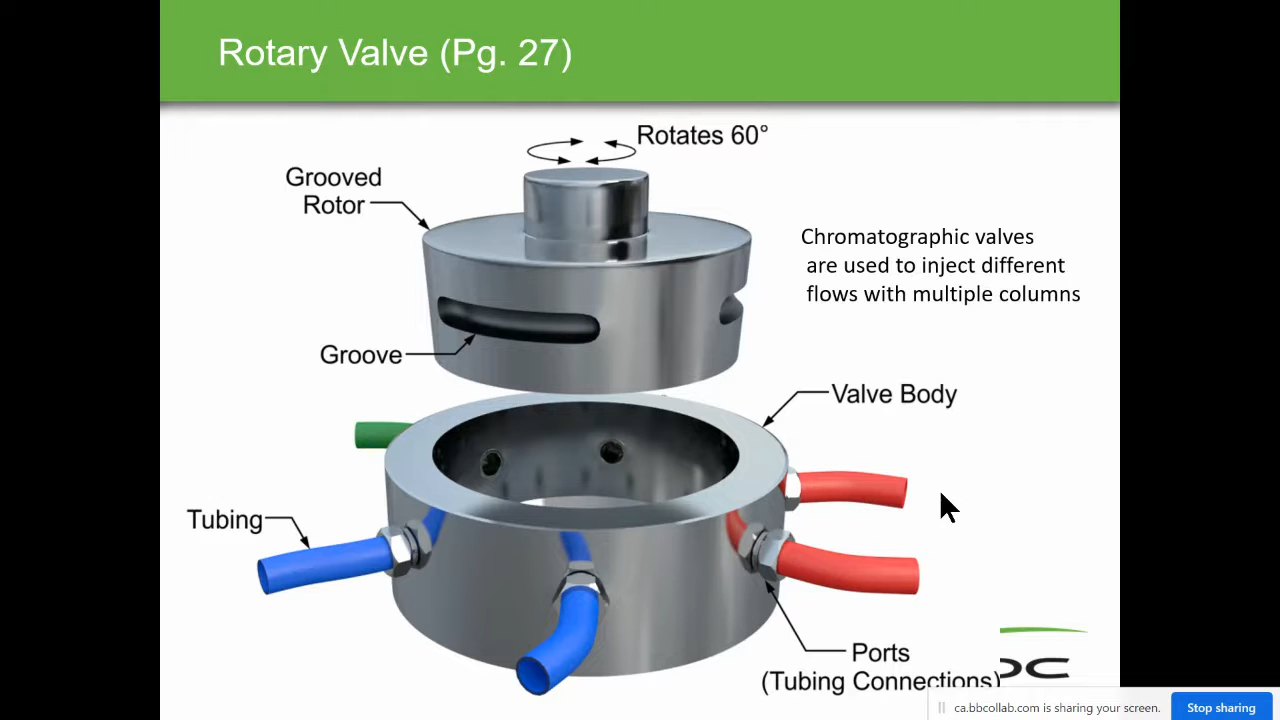 Rotary Valve (Pg. 27)
Rotates 60°
Grooved
Rotor
Chromatographic valves
are used to inject different
flows with multiple columns
Groove
Valve Body
Tubing
Ports
(Tubing Connections)
ca.bbcollab.com is sharing your screen.
Stop sharing